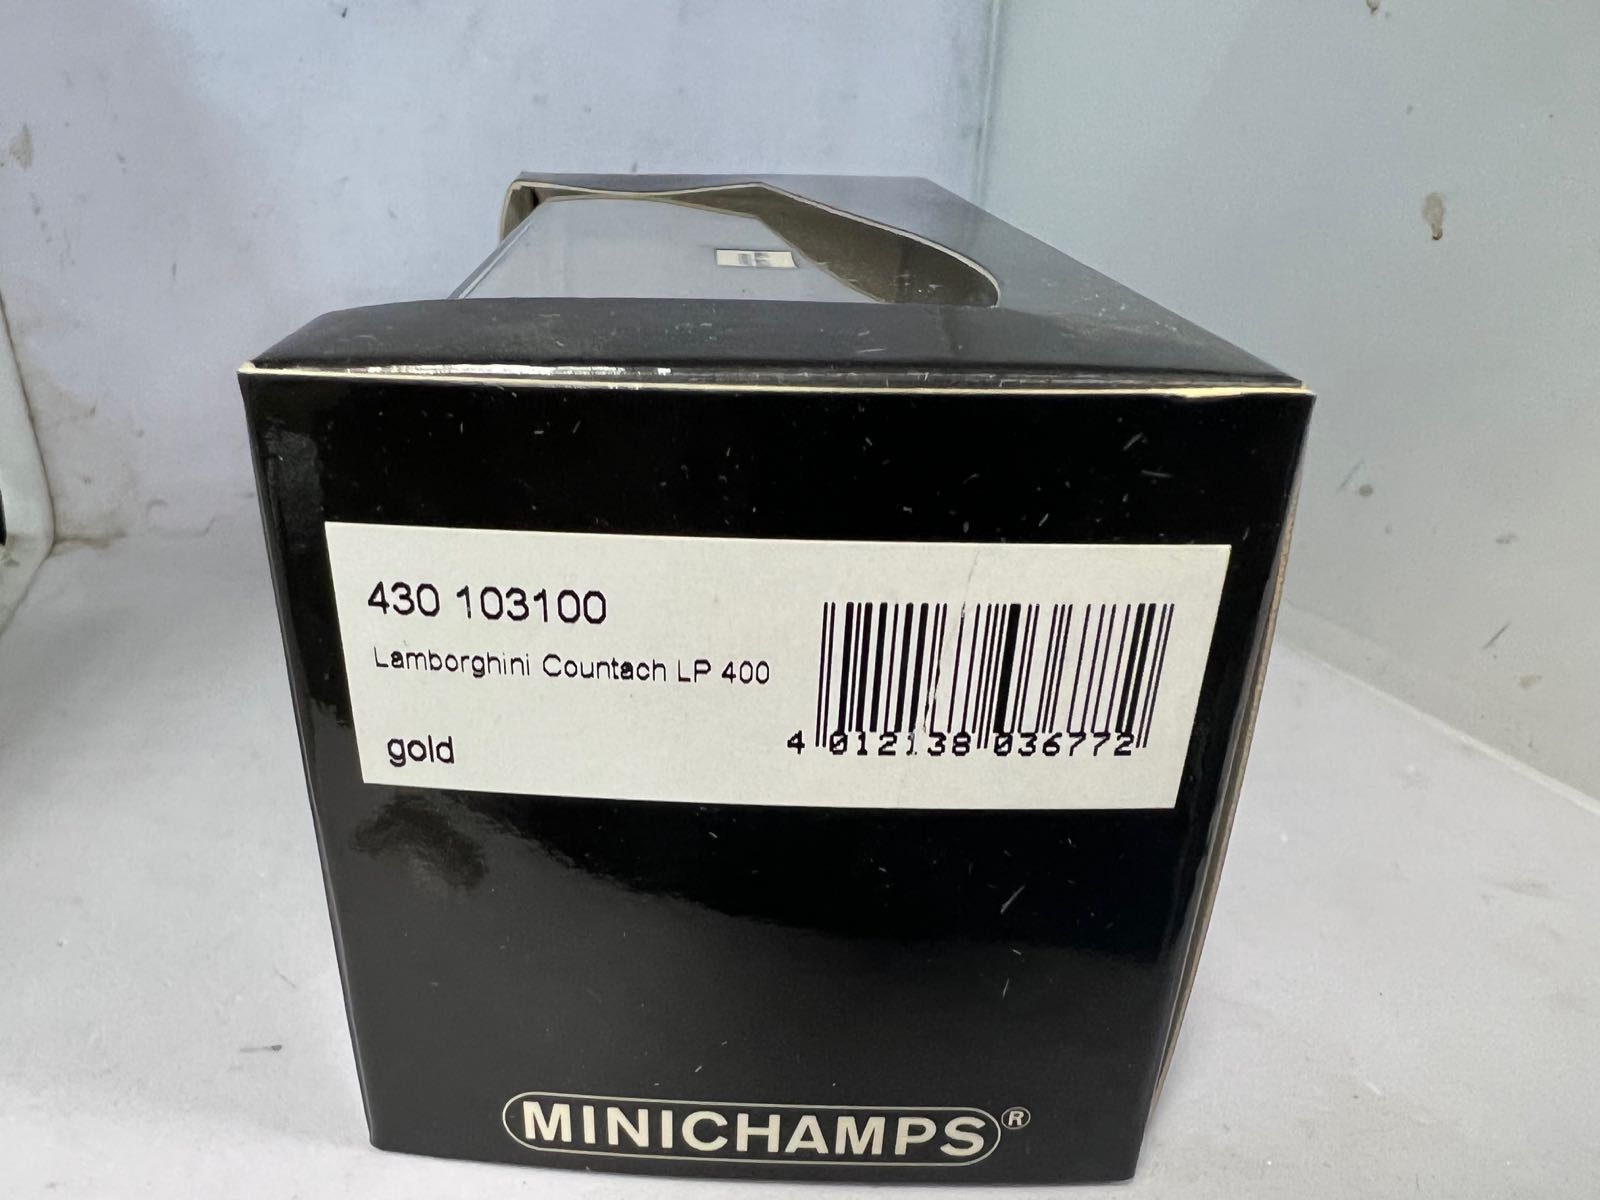 430 103100
Lamborghini Countach LP 400
gold
4 012138 036772
MINICHAMPS®